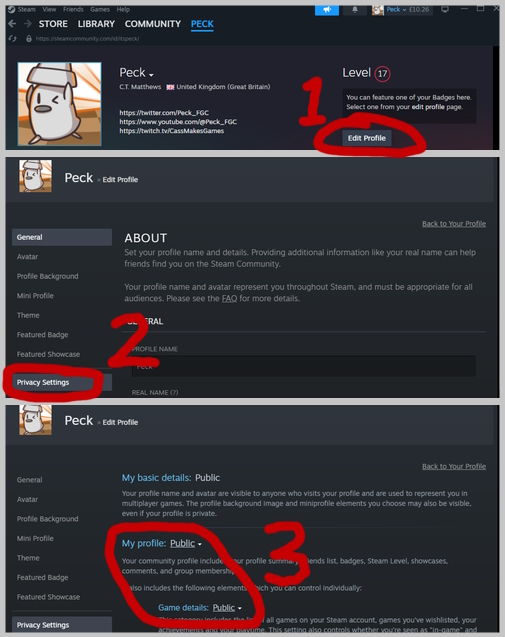 Steam View Friends Games Help
Peck £10.26
STORE LIBRARY COMMUNITY PECK
https://steamcommunity.com/id/itspeck/
Peck
C.T. Matthews United Kingdom (Great Britain)
https://twitter.com/Peck_FGC
https://www.youtube.com/@Peck_FGC
https://twitch.tv/CassMakesGames
Level 17
You can feature one of your Badges here.
Select one from your edit profile page.
1
Edit Profile
Peck » Edit Profile
Back to Your Profile
General
Avatar
Profile Background
Mini Profile
Theme
Featured Badge
Featured Showcase
Privacy Settings
2
ABOUT
Set your profile name and details. Providing additional information like your real name can help
friends find you on the Steam Community.
Your profile name and avatar represent you throughout Steam, and must be appropriate for all
audiences. Please see the FAQ for more details.
GENERAL
PROFILE NAME
Peck
REAL NAME (?)
Peck » Edit Profile
Back to Your Profile
General
Avatar
Profile Background
Mini Profile
Theme
Featured Badge
Featured Showcase
Privacy Settings
My basic details: Public
Your profile name and avatar are visible to anyone who visits your profile and are used to represent you in
multiplayer games. The profile background image and miniprofile elements you choose may also be visible,
even if your profile is private.
My profile: Public
3
Your community profile includes your profile summary, friends list, badges, Steam Level, showcases,
comments, and group membership
also includes the following elements which you can control individually:
Game details: Public
This category includes the list of all games on your Steam account, games you've wishlisted, your
achievements and your playtime. This setting also controls whether you're seen as "in-game" and